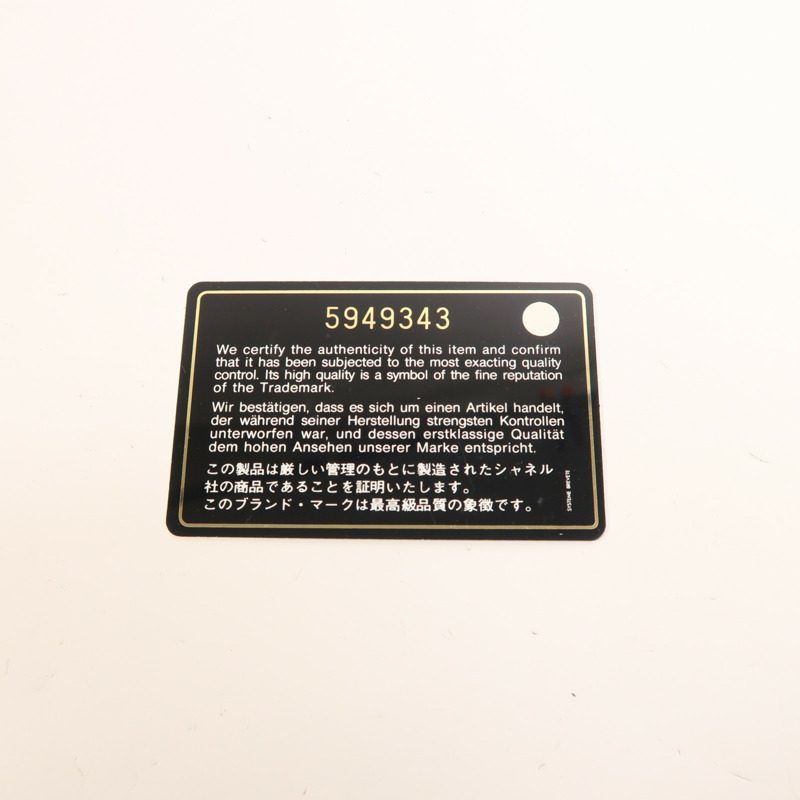 5949343
We certify the authenticity of this item and confirm
that it has been subjected to the most exacting quality
control. Its high quality is a symbol of the fine reputation
of the Trademark.
Wir bestätigen, dass es sich um einen Artikel handelt,
der während seiner Herstellung strengsten Kontrollen
unterworfen war, und dessen erstklassige Qualität
dem hohen Ansehen unserer Marke entspricht.
この製品は厳しい管理のもとに製造されたシャネル
社の商品であることを証明いたします。
このブランド・マークは最高級品質の象徴です。
SYSTEME BREVETE